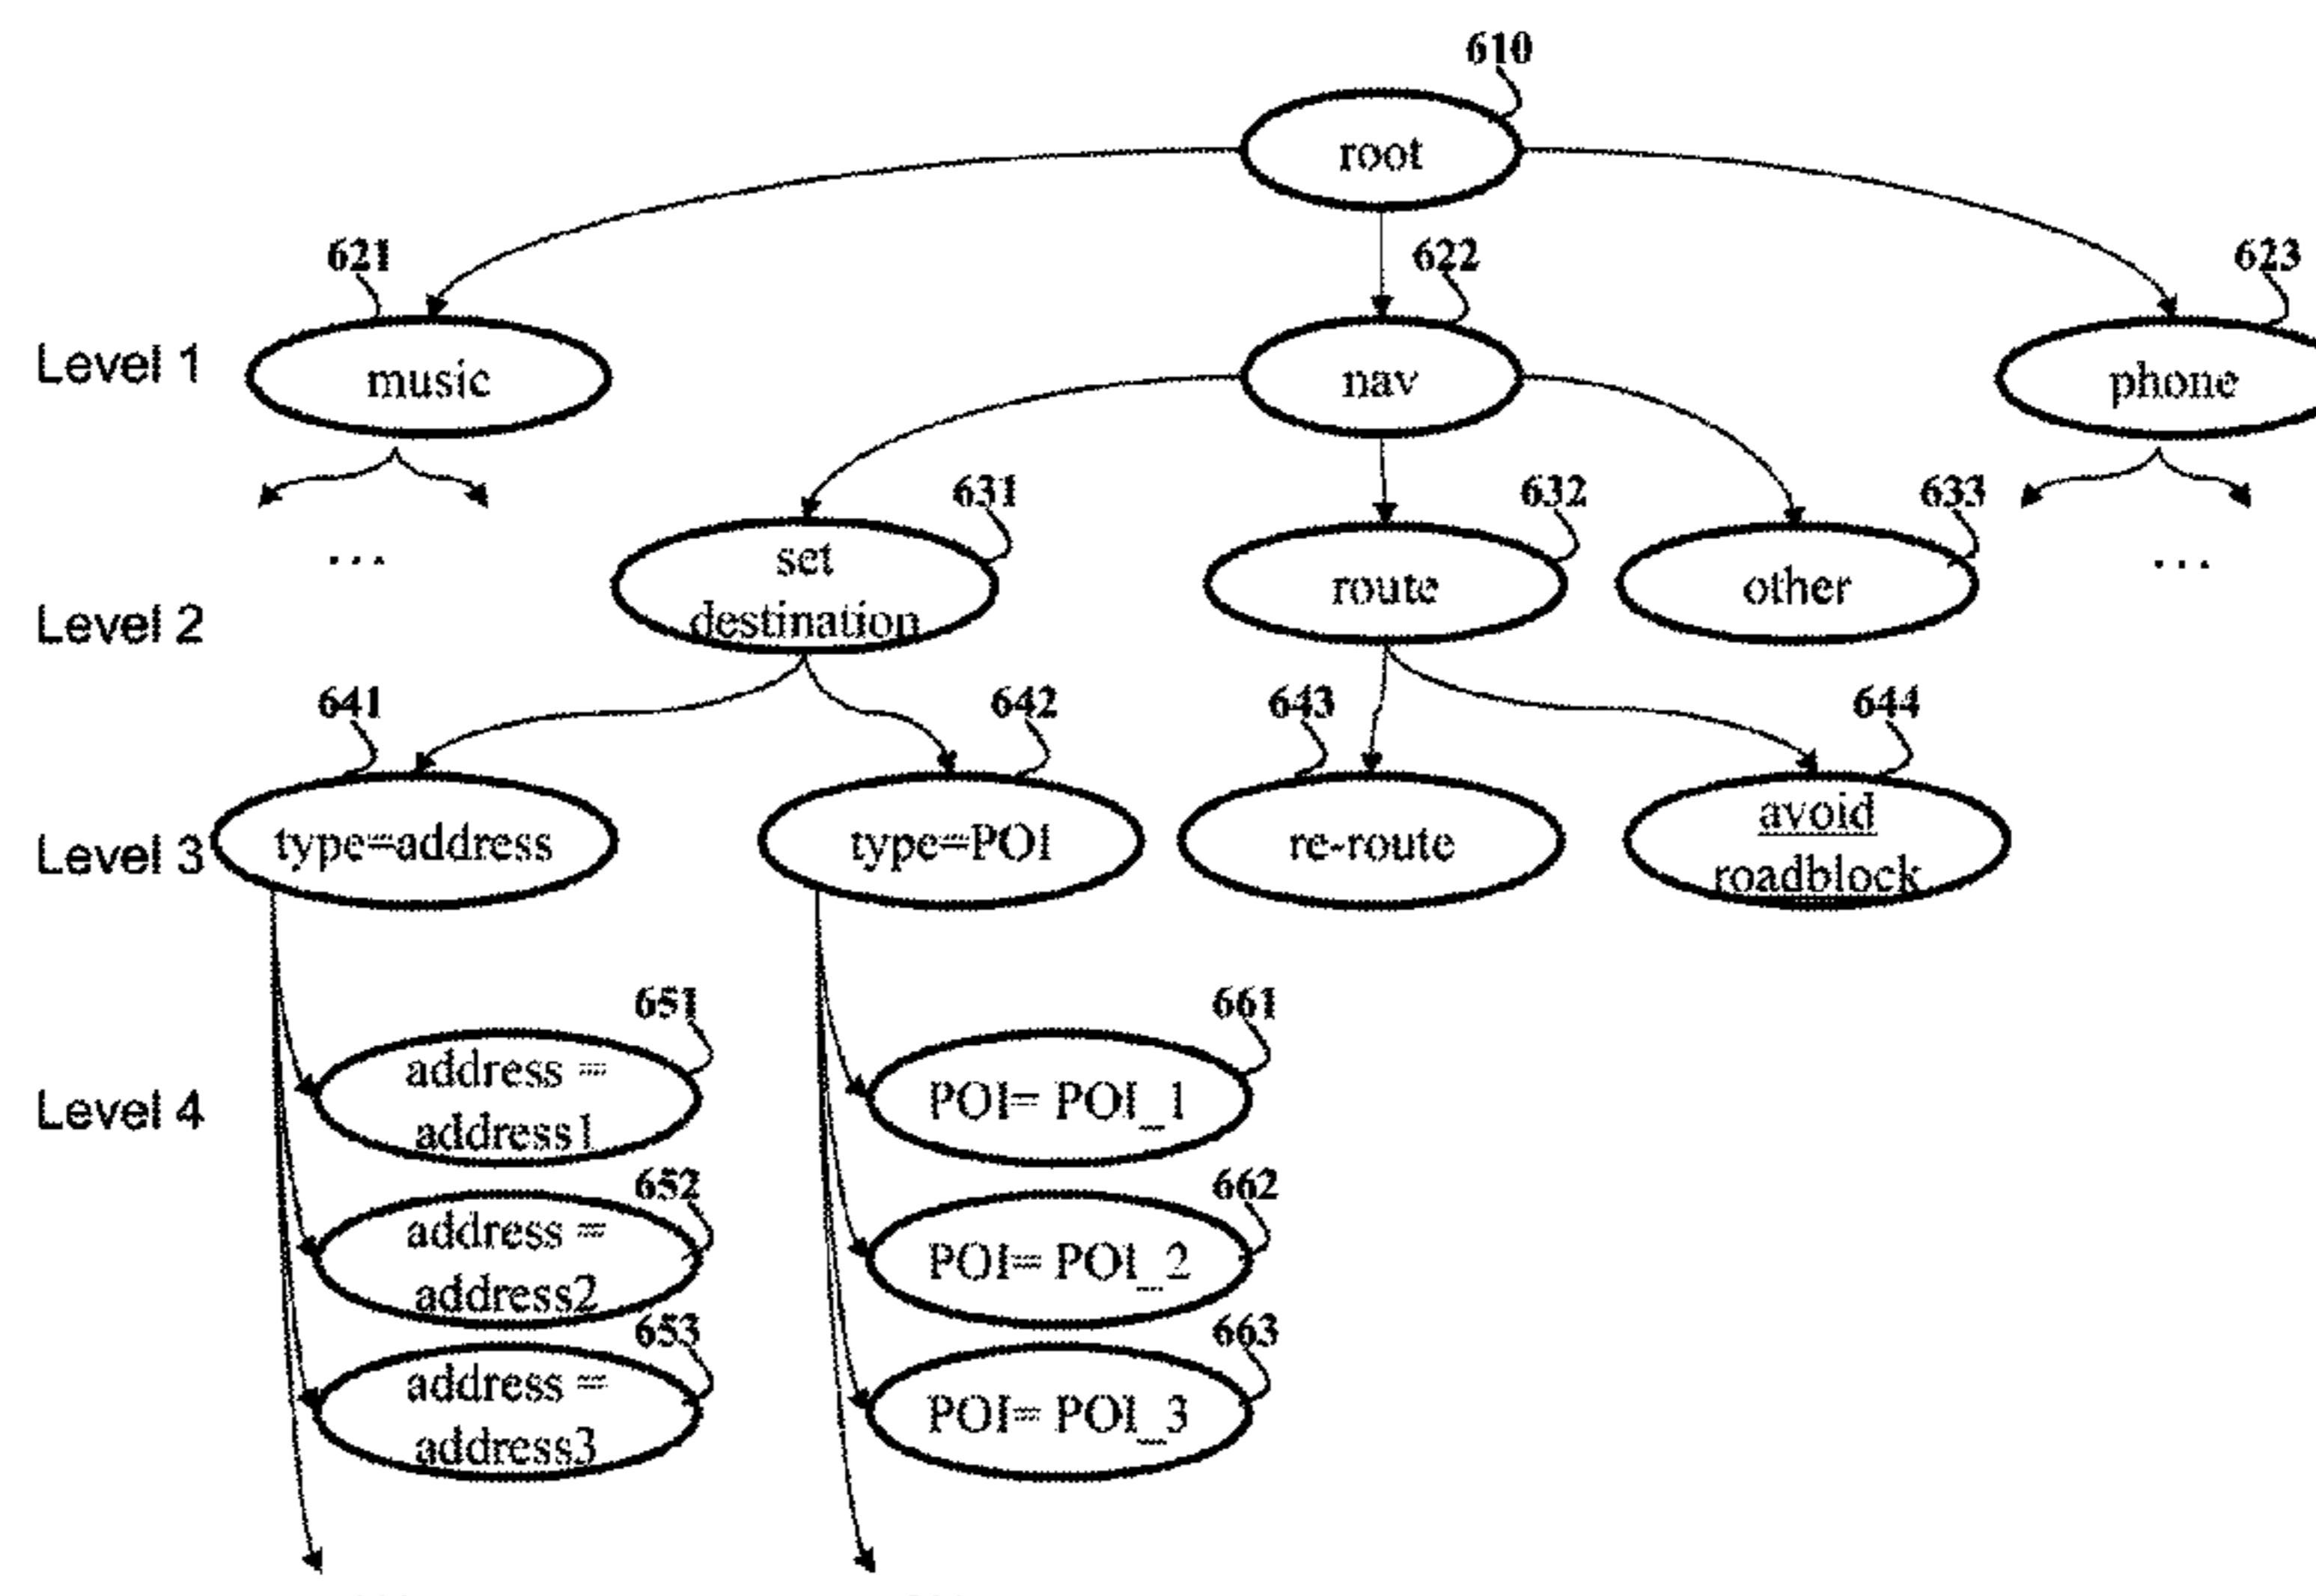 610
root
621
622
623
Level 1
music
nav
phone
631
632
633
set
destination
route
other
...
...
Level 2
641
642
643
644
Level 3
type=address
type=POI
re-route
avoid
roadblock
651
661
Level 4
address =
address1
POI= POI_1
652
662
address =
address2
POI= POI_2
653
663
address =
address3
POI= POI_3